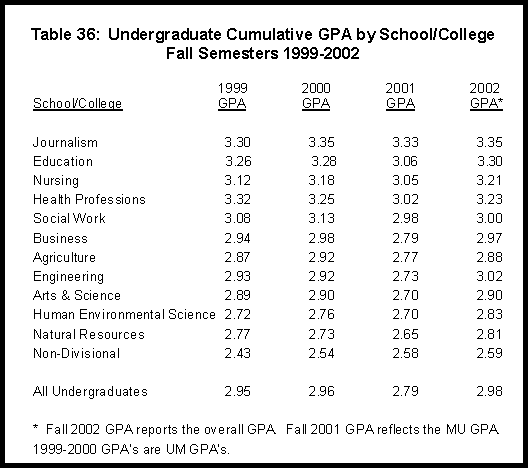 Table 36: Undergraduate Cumulative GPA by School/College
Fall Semesters 1999-2002
1999 2000 2001 2002
School/College GPA GPA GPA GPA*
Journalism 3.30 3.35 3.33 3.35
Education 3.26 3.28 3.06 3.30
Nursing 3.12 3.18 3.05 3.21
Health Professions 3.32 3.25 3.02 3.23
Social Work 3.08 3.13 2.98 3.00
Business 2.94 2.98 2.79 2.97
Agriculture 2.87 2.92 2.77 2.88
Engineering 2.93 2.92 2.73 3.02
Arts & Science 2.89 2.90 2.70 2.90
Human Environmental Science 2.72 2.76 2.70 2.83
Natural Resources 2.77 2.73 2.65 2.81
Non-Divisional 2.43 2.54 2.58 2.59
All Undergraduates 2.95 2.96 2.79 2.98
* Fall 2002 GPA reports the overall GPA. Fall 2001 GPA reflects the MU GPA.
1999-2000 GPA's are UM GPA's.